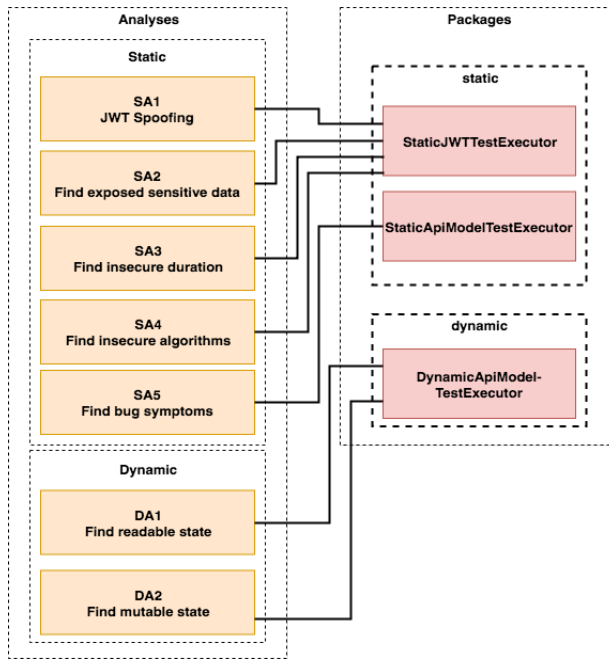 Analyses
Static
SA1
JWT Spoofing
SA2
Find exposed sensitive data
SA3
Find insecure duration
SA4
Find insecure algorithms
SA5
Find bug symptoms
Dynamic
DA1
Find readable state
DA2
Find mutable state
Packages
static
StaticJWTTestExecutor
StaticApiModelTestExecutor
dynamic
DynamicApiModel-
TestExecutor